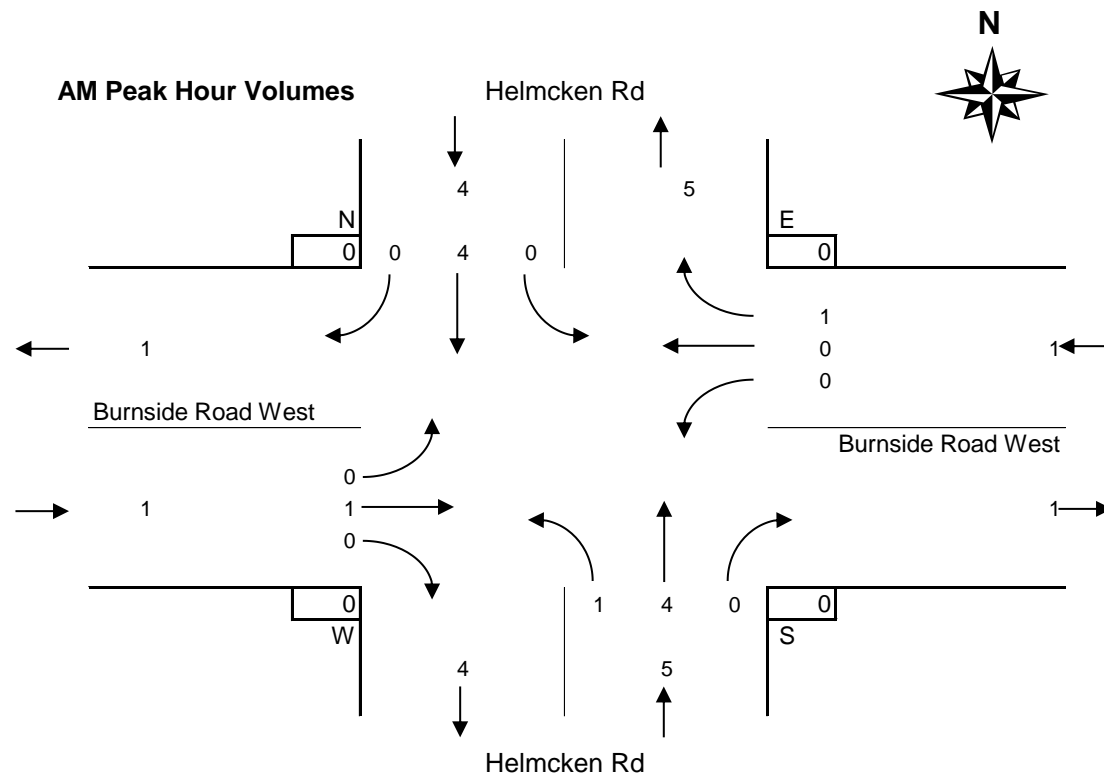 N
AM Peak Hour Volumes Helmcken Rd
4 5
N E
0 0 4 0 0
1
1 0 1
0
Burnside Road West
Burnside Road West
0
1 1 1
0
0 1 4 0 0
W S
4 5
Helmcken Rd